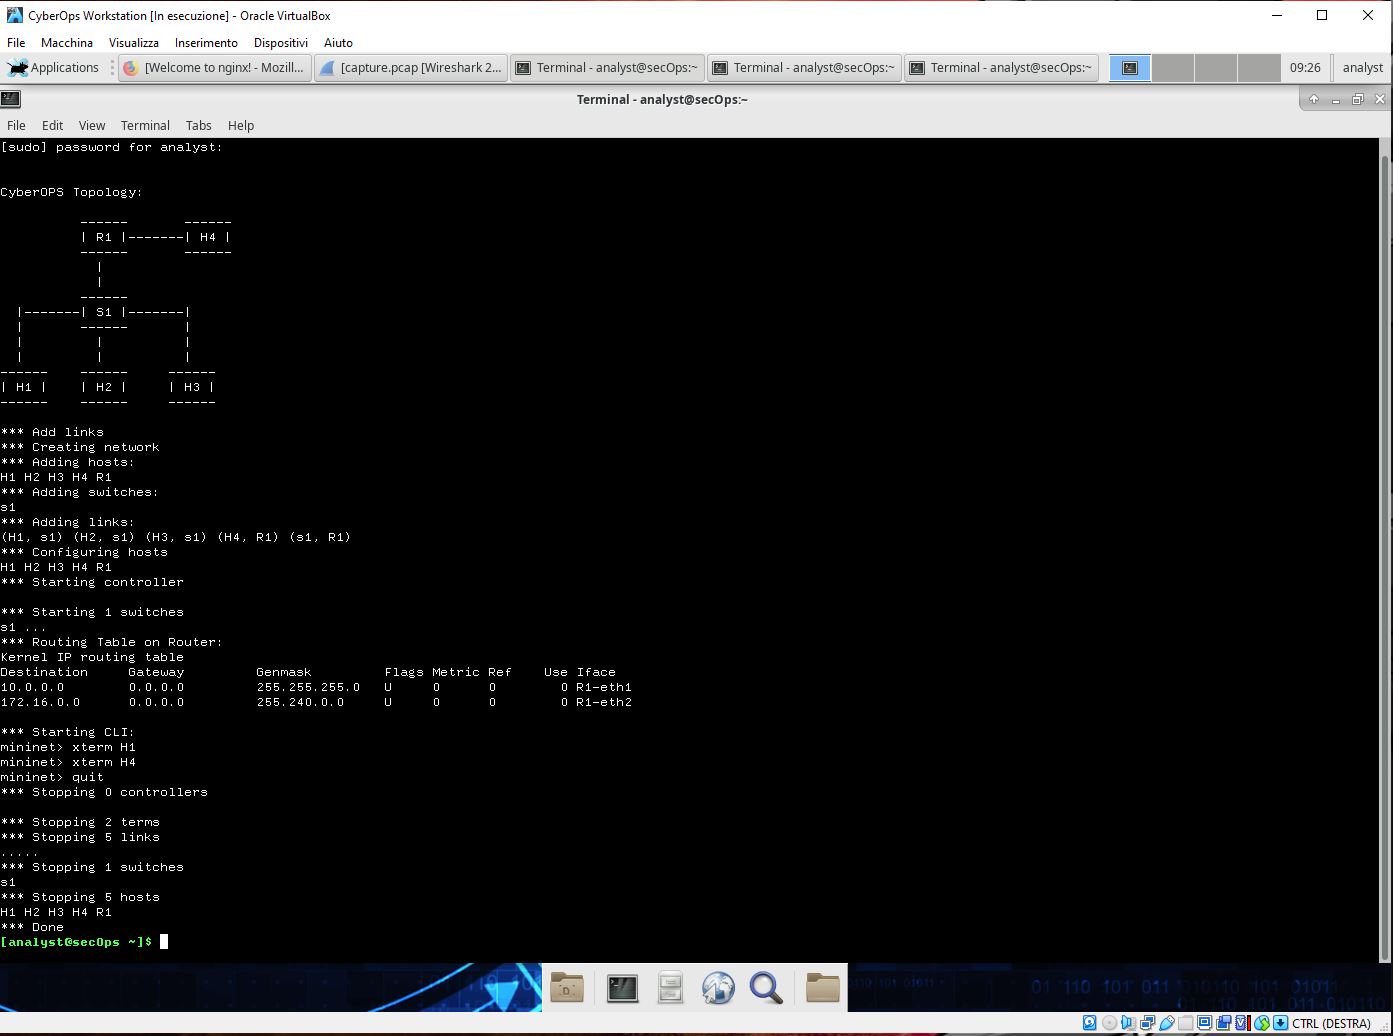 CyberOps Workstation [In esecuzione] - Oracle VirtualBox
File Macchina Visualizza Inserimento Dispositivi Aiuto
Applications [Welcome to nginx! - Mozill... [capture.pcap [Wireshark 2... Terminal - analyst@secOps:~ Terminal - analyst@secOps:~ Terminal - analyst@secOps:~ 09:26 analyst
Terminal - analyst@secOps:~
File Edit View Terminal Tabs Help
[sudo] password for analyst:
CyberOPS Topology:
------       ------
| R1 |-------| H4 |
------       ------
|
|
------
|-------| S1 |-------|
|       ------       |
|         |          |
|         |          |
------    ------     ------
| H1 |    | H2 |     | H3 |
------    ------     ------
*** Add links
*** Creating network
*** Adding hosts:
H1 H2 H3 H4 R1
*** Adding switches:
s1
*** Adding links:
(H1, s1) (H2, s1) (H3, s1) (H4, R1) (s1, R1)
*** Configuring hosts
H1 H2 H3 H4 R1
*** Starting controller
*** Starting 1 switches
s1 ...
*** Routing Table on Router:
Kernel IP routing table
Destination     Gateway         Genmask         Flags Metric Ref    Use Iface
10.0.0.0        0.0.0.0         255.255.255.0   U     0      0        0 R1-eth1
172.16.0.0      0.0.0.0         255.240.0.0     U     0      0        0 R1-eth2
*** Starting CLI:
mininet> xterm H1
mininet> xterm H4
mininet> quit
*** Stopping 0 controllers
*** Stopping 2 terms
*** Stopping 5 links
.....
*** Stopping 1 switches
s1
*** Stopping 5 hosts
H1 H2 H3 H4 R1
*** Done
[analyst@secOps ~]$
CTRL (DESTRA)